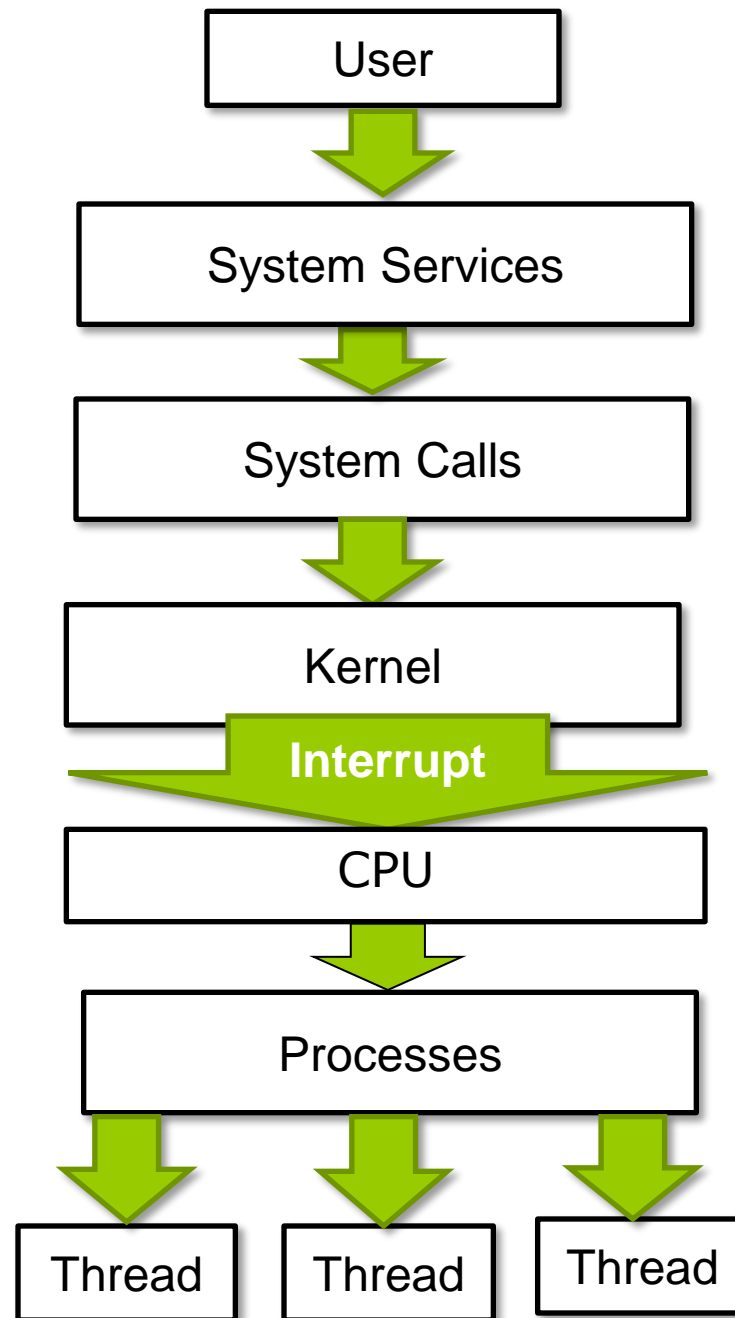 User
System Services
System Calls
Kernel
Interrupt
CPU
Processes
Thread
Thread
Thread